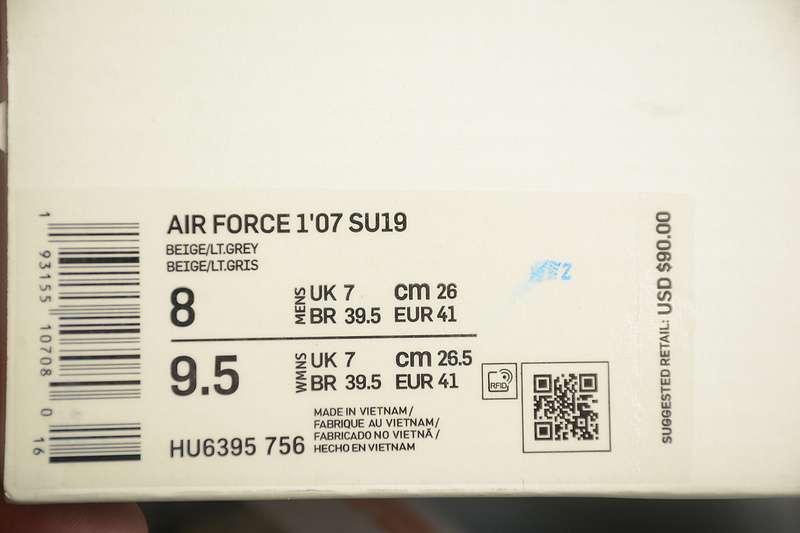 AIR FORCE 1'07 SU19
BEIGE/LT.GREY
BEIGE/LT.GRIS
8
MENS
UK 7 cm 26
BR 39.5 EUR 41
9.5
WMNS
UK 7 cm 26.5
BR 39.5 EUR 41
MADE IN VIETNAM/
FABRIQUE AU VIETNAM/
FABRICADO NO VIETNÃ/
HECHO EN VIETNAM
HU6395 756
RFID
SUGGESTED RETAIL: USD $90.00
1 93155 10708 0 16